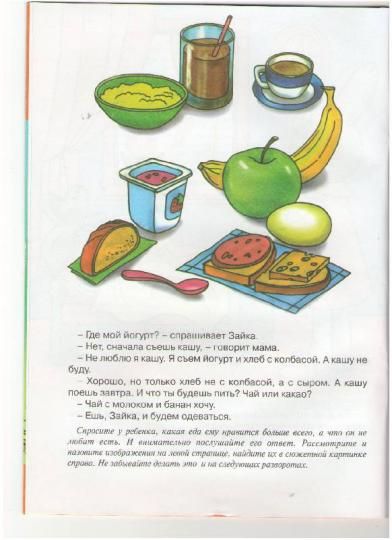 – Где мой йогурт? – спрашивает Зайка.
– Нет, сначала съешь кашу, – говорит мама.
– Не люблю я кашу. Я съем йогурт и хлеб с колбасой. А кашу не
буду.
– Хорошо, но только хлеб не с колбасой, а с сыром. А кашу
поешь завтра. И что ты будешь пить? Чай или какао?
– Чай с молоком и банан хочу.
– Ешь, Зайка, и будем одеваться.
Спросите у ребенка, какая еда ему нравится больше всего, а что он не
любит есть. И внимательно послушайте его ответ. Рассмотрите и
назовите изображения на левой странице, найдите их в сюжетной картинке
справа. Не забывайте делать это и на следующих разворотах.